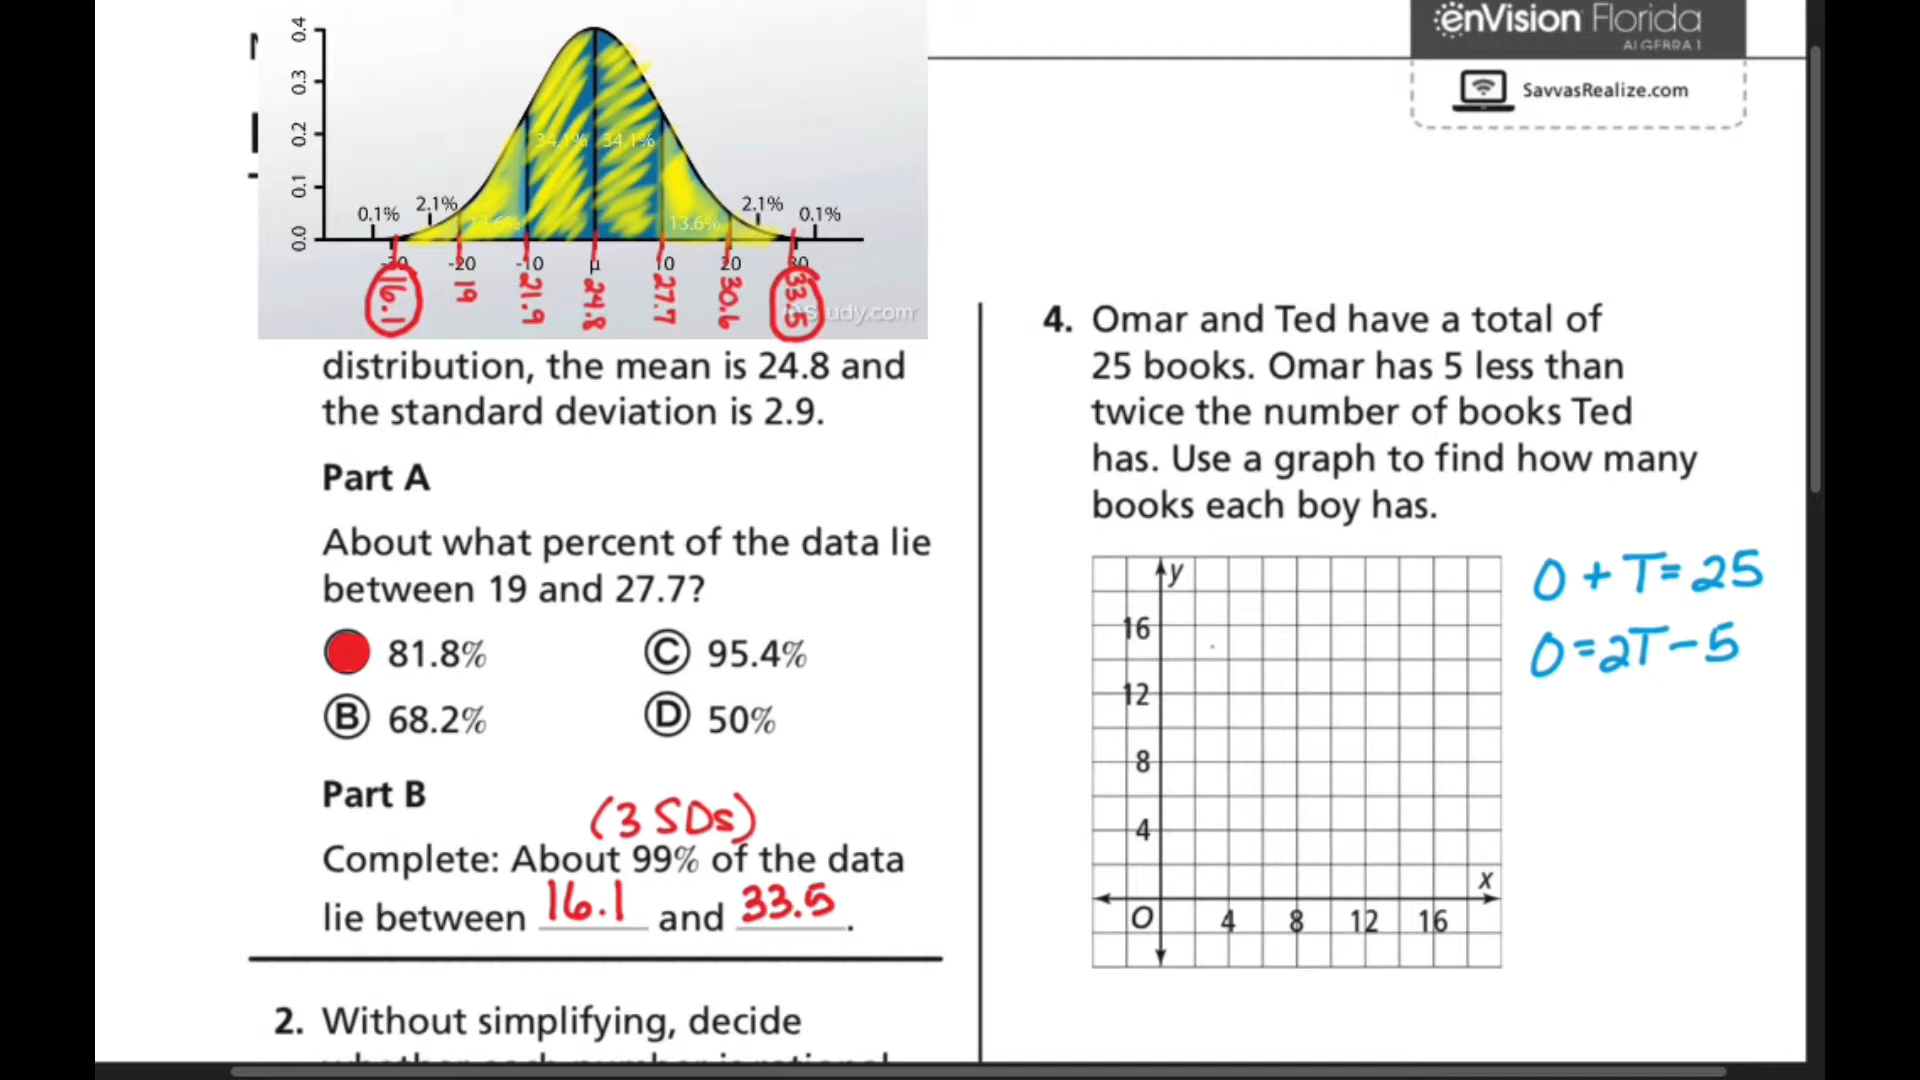 enVision Florida
ALGEBRA 1
SavvasRealize.com
0.4
0.3
0.2
0.1
0.0
34.1% 34.1%
0.1% 2.1% 13.6% 2.1% 0.1%
-2σ -1σ μ 1σ 2σ
16.1 19 21.9 24.8 27.7 30.6 33.5
udy.com
distribution, the mean is 24.8 and
the standard deviation is 2.9.
Part A
About what percent of the data lie
between 19 and 27.7?
81.8% C 95.4%
B 68.2% D 50%
Part B
(3 SDs)
Complete: About 99% of the data
lie between 16.1 and 33.5.
2. Without simplifying, decide
4. Omar and Ted have a total of
25 books. Omar has 5 less than
twice the number of books Ted
has. Use a graph to find how many
books each boy has.
O + T = 25
O = 2T - 5
y
16
12
8
4
x
O 4 8 12 16